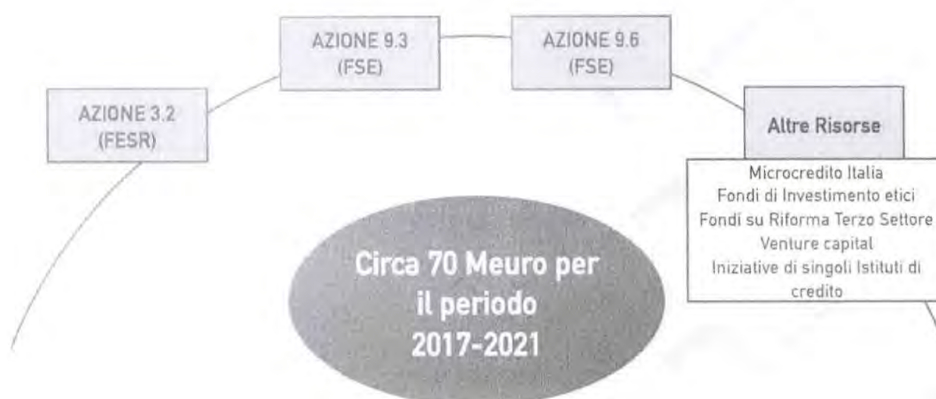 AZIONE 9.3
(FSE)
AZIONE 9.6
(FSE)
AZIONE 3.2
(FESR)
Altre Risorse
Microcredito Italia
Fondi di Investimento etici
Fondi su Riforma Terzo Settore
Venture capital
Iniziative di singoli Istituti di
credito
Circa 70 Meuro per
il periodo
2017-2021